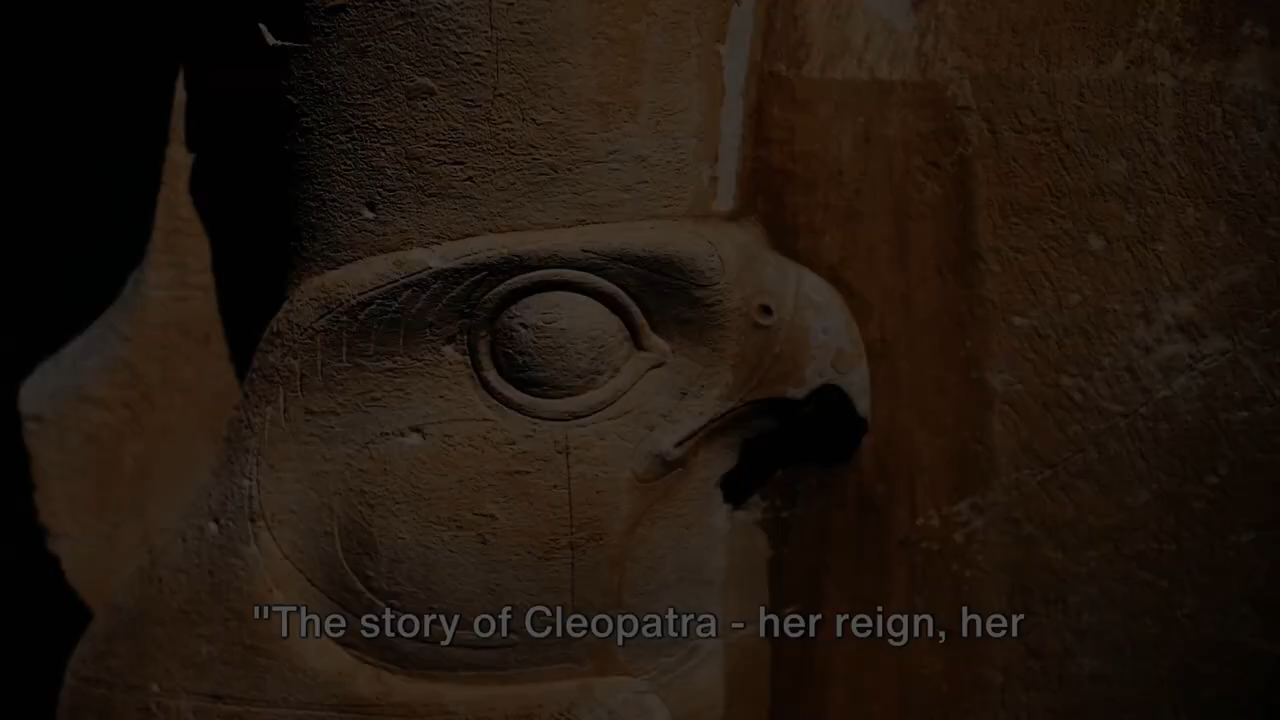 "The story of Cleopatra - her reign, her